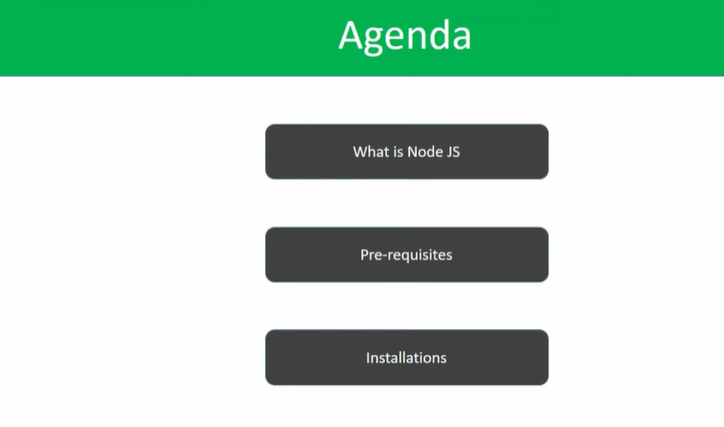 Agenda
What is Node JS
Pre-requisites
Installations